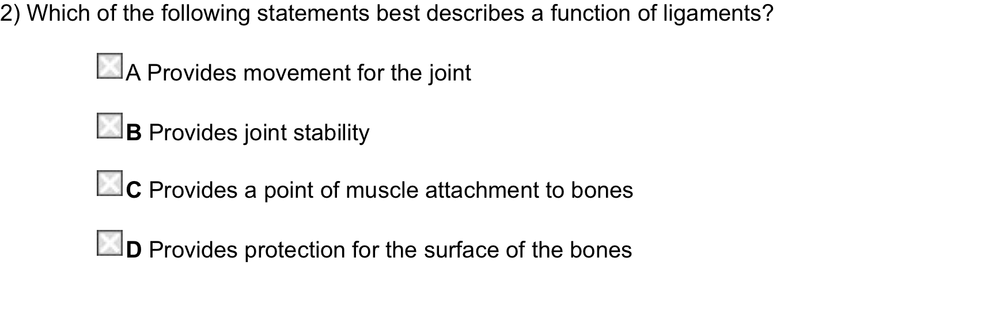 2) Which of the following statements best describes a function of ligaments?
A Provides movement for the joint
B Provides joint stability
C Provides a point of muscle attachment to bones
D Provides protection for the surface of the bones